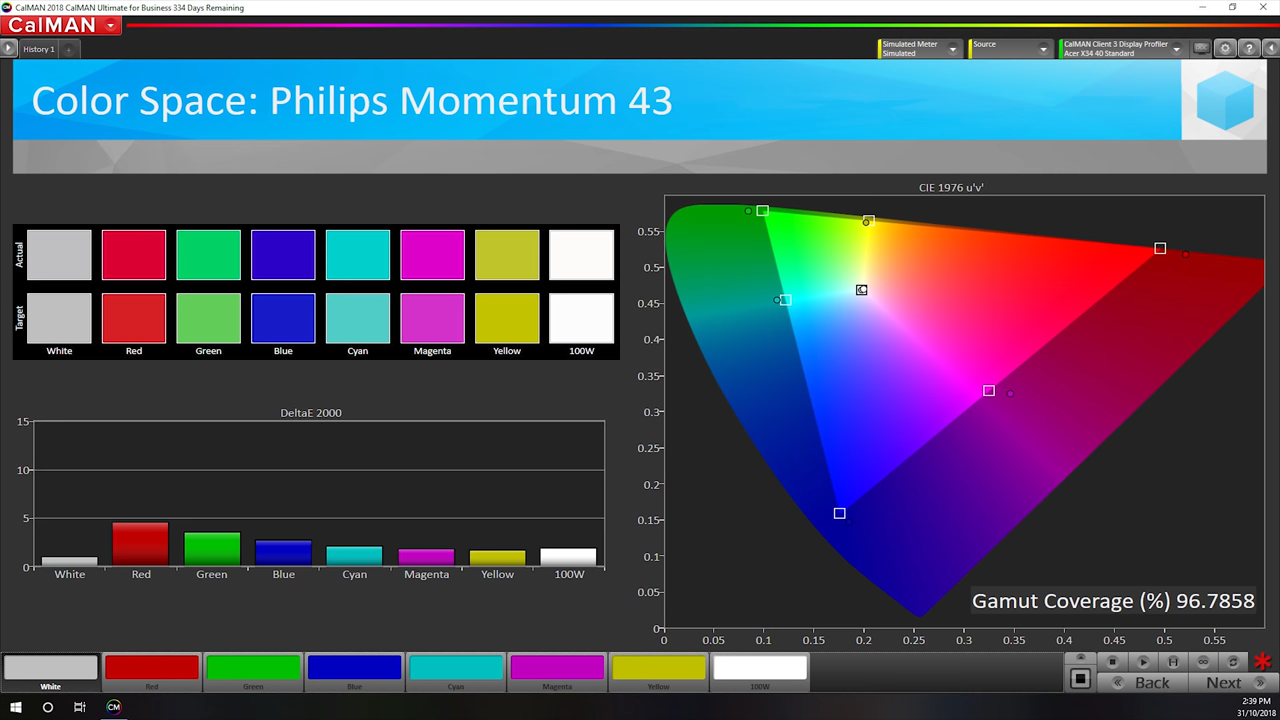 CalMAN 2018 CalMAN Ultimate for Business 334 Days Remaining
CalMAN
History 1
Simulated Meter
Simulated
Source
CalMAN Client 3 Display Profiler
Acer X34 40 Standard
Color Space: Philips Momentum 43
Actual
Target
White Red Green Blue Cyan Magenta Yellow 100W
DeltaE 2000
15
10
5
0
White Red Green Blue Cyan Magenta Yellow 100W
CIE 1976 u'v'
0.55
0.5
0.45
0.4
0.35
0.3
0.25
0.2
0.15
0.1
0.05
0
0 0.05 0.1 0.15 0.2 0.25 0.3 0.35 0.4 0.45 0.5 0.55
Gamut Coverage (%) 96.7858
White Red Green Blue Cyan Magenta Yellow 100W
Back Next
CM
2:39 PM
31/10/2018